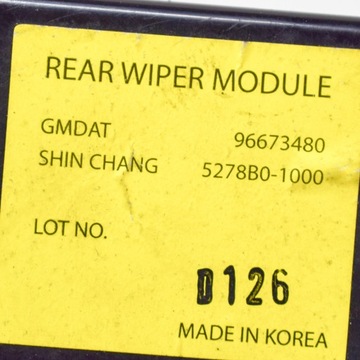 REAR WIPER MODULE
GMDAT 96673480
SHIN CHANG 5278B0-1000
LOT NO.
D126
MADE IN KOREA